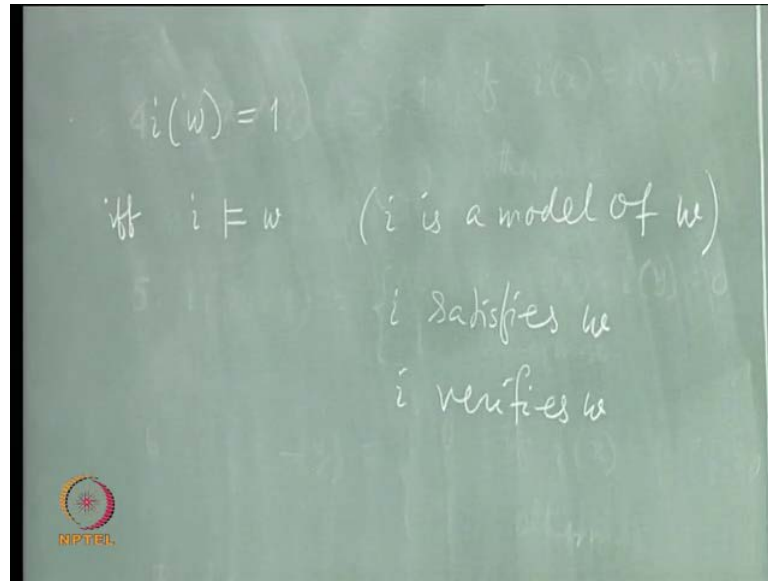 i(w) = 1
iff i ⊨ w (i is a model of w)
i satisfies w
i verifies w
NPTEL